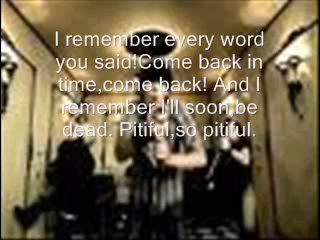 I remember every word
you said!Come back in
time,come back! And I
remember I'll soon be
dead. Pitiful,so pitiful.